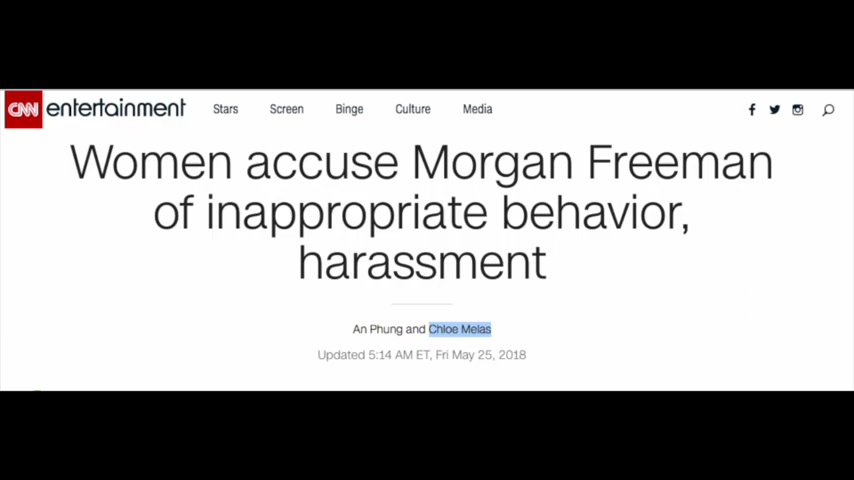 CNN entertainment Stars Screen Binge Culture Media
Women accuse Morgan Freeman
of inappropriate behavior,
harassment
An Phung and Chloe Melas
Updated 5:14 AM ET, Fri May 25, 2018